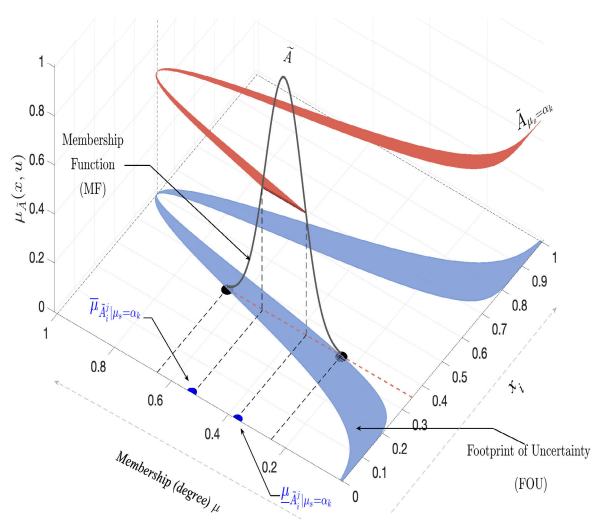 Ã
Ã_{μ_s=α_k}
1
0.8
0.6
0.4
0.2
0
μ_Ã(x, u)
Membership
Function
(MF)
μ̅_{Ã_i^j|μ_s=α_k}
1
0.8
0.6
0.4
0.2
0
Membership (degree) μ
μ̲_{Ã_i^j|μ_s=α_k}
1
0.9
0.8
0.7
0.6
0.5
0.4
0.3
0.2
0.1
x_i
Footprint of Uncertainty
(FOU)